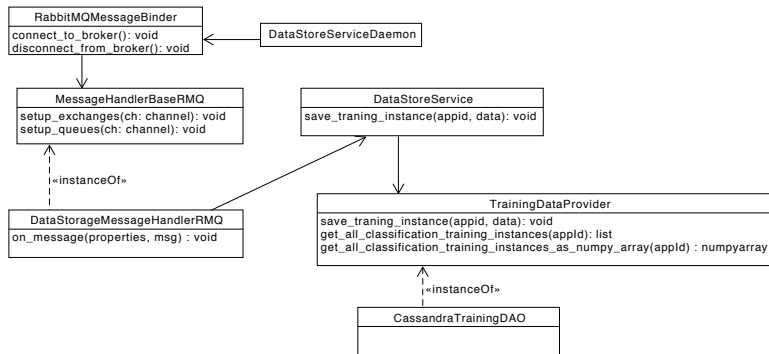 RabbitMQMessageBinder
connect_to_broker(): void
disconnect_from_broker(): void
DataStoreServiceDaemon
MessageHandlerBaseRMQ
setup_exchanges(ch: channel): void
setup_queues(ch: channel): void
DataStoreService
save_traning_instance(appid, data): void
«instanceOf»
DataStorageMessageHandlerRMQ
on_message(properties, msg) : void
TrainingDataProvider
save_traning_instance(appid, data): void
get_all_classification_training_instances(appId): list
get_all_classification_training_instances_as_numpy_array(appId) : numpyarray
«instanceOf»
CassandraTrainingDAO